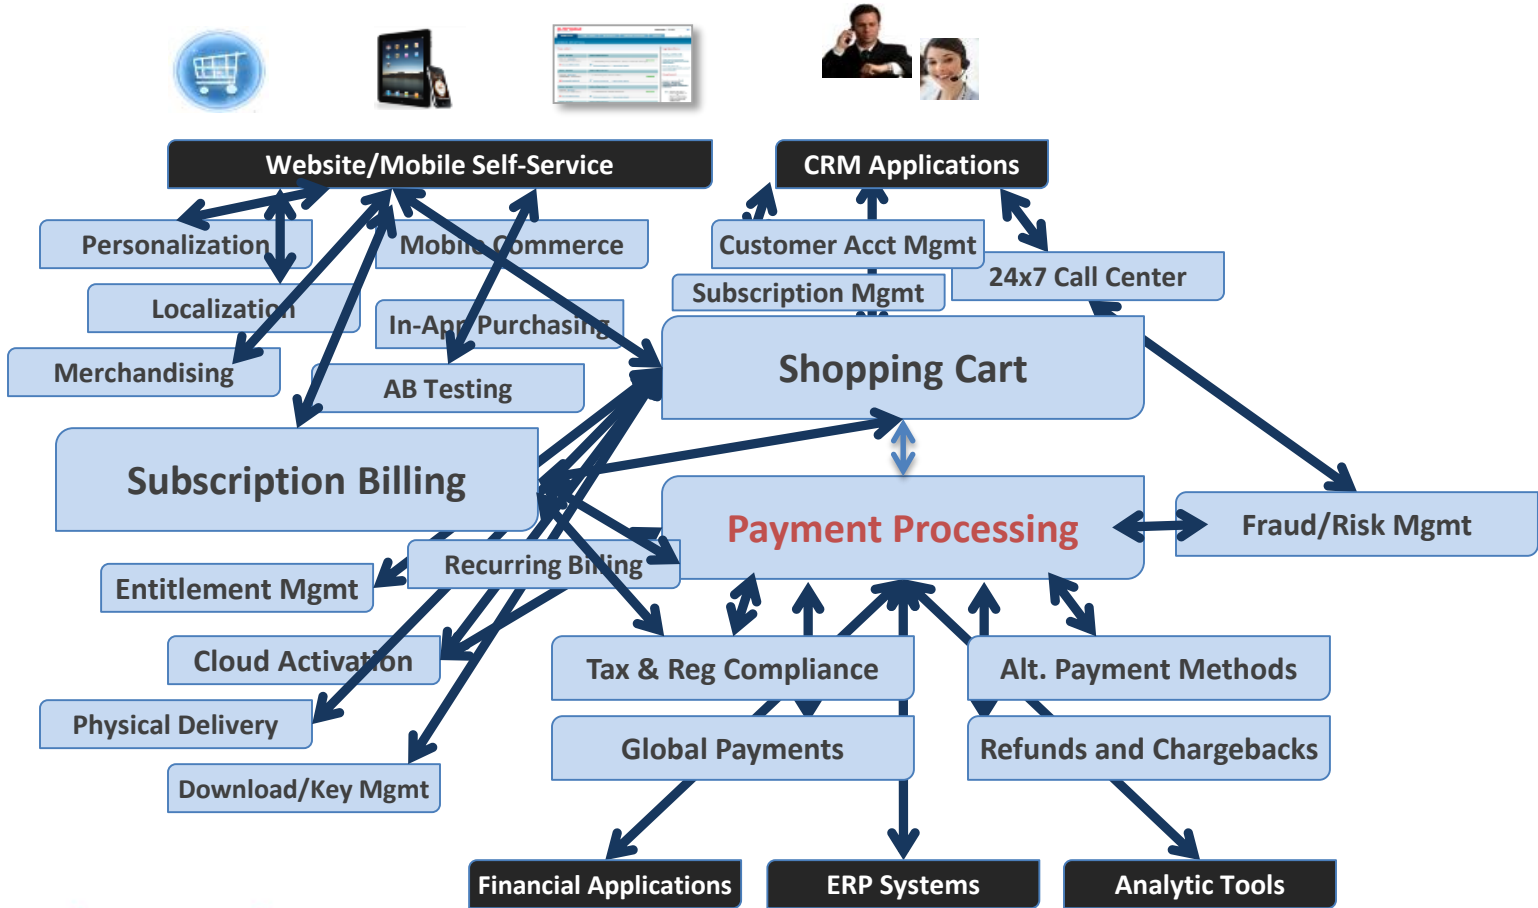 Website/Mobile Self-Service
CRM Applications
Personalization
Mobile Commerce
Customer Acct Mgmt
24x7 Call Center
Subscription Mgmt
Localization
In-App Purchasing
Merchandising
Shopping Cart
AB Testing
Subscription Billing
Payment Processing
Fraud/Risk Mgmt
Recurring Billing
Entitlement Mgmt
Cloud Activation
Tax & Reg Compliance
Alt. Payment Methods
Physical Delivery
Global Payments
Refunds and Chargebacks
Download/Key Mgmt
Financial Applications
ERP Systems
Analytic Tools